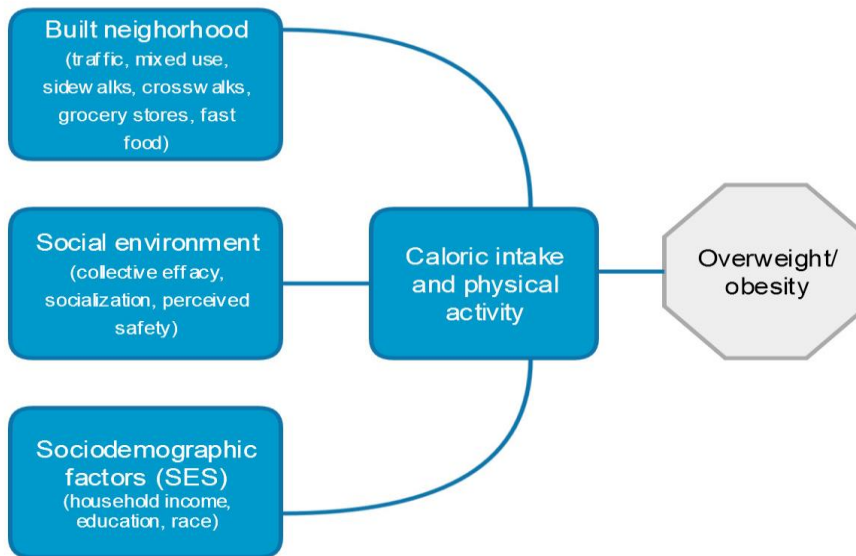 Built neighorhood
(traffic, mixed use,
sidewalks, crosswalks,
grocery stores, fast
food)
Social environment
(collective effacy,
socialization, perceived
safety)
Sociodemographic
factors (SES)
(household income,
education, race)
Caloric intake
and physical
activity
Overweight/
obesity